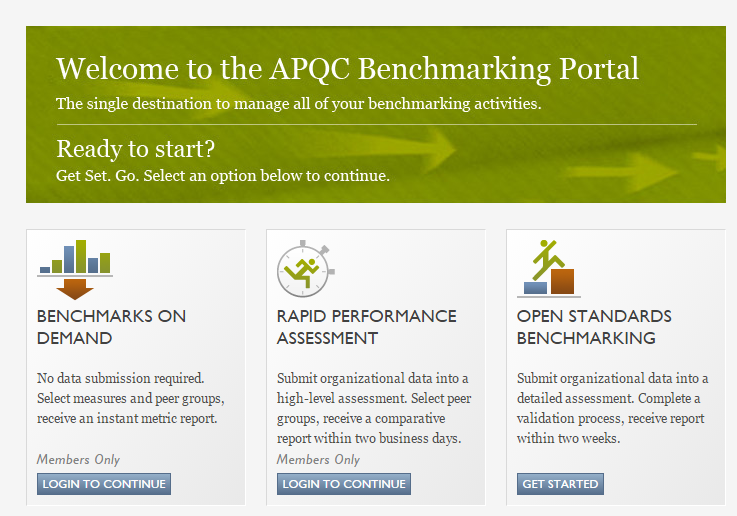 Welcome to the APQC Benchmarking Portal
The single destination to manage all of your benchmarking activities.
Ready to start?
Get Set. Go. Select an option below to continue.
BENCHMARKS ON
DEMAND
No data submission required.
Select measures and peer groups,
receive an instant metric report.
Members Only
LOGIN TO CONTINUE
RAPID PERFORMANCE
ASSESSMENT
Submit organizational data into a
high-level assessment. Select peer
groups, receive a comparative
report within two business days.
Members Only
LOGIN TO CONTINUE
OPEN STANDARDS
BENCHMARKING
Submit organizational data into a
detailed assessment. Complete a
validation process, receive report
within two weeks.
GET STARTED